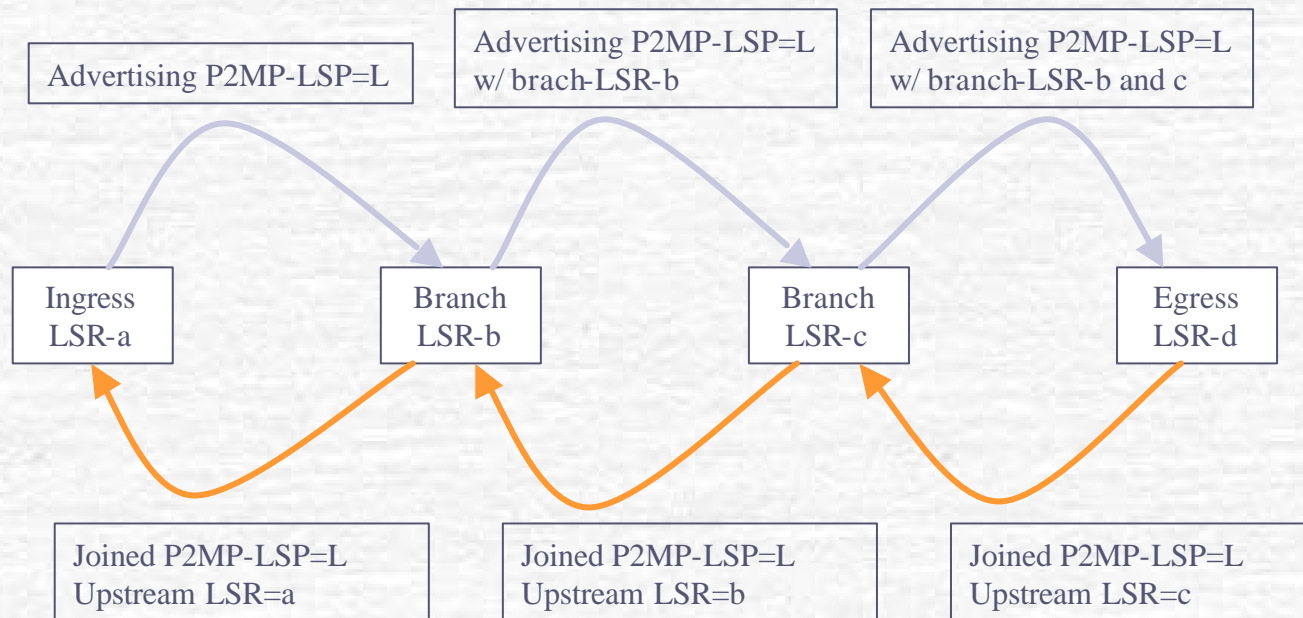 Advertising P2MP-LSP=L
Advertising P2MP-LSP=L
w/ brach-LSR-b
Advertising P2MP-LSP=L
w/ branch-LSR-b and c
Ingress
LSR-a
Branch
LSR-b
Branch
LSR-c
Egress
LSR-d
Joined P2MP-LSP=L
Upstream LSR=a
Joined P2MP-LSP=L
Upstream LSR=b
Joined P2MP-LSP=L
Upstream LSR=c